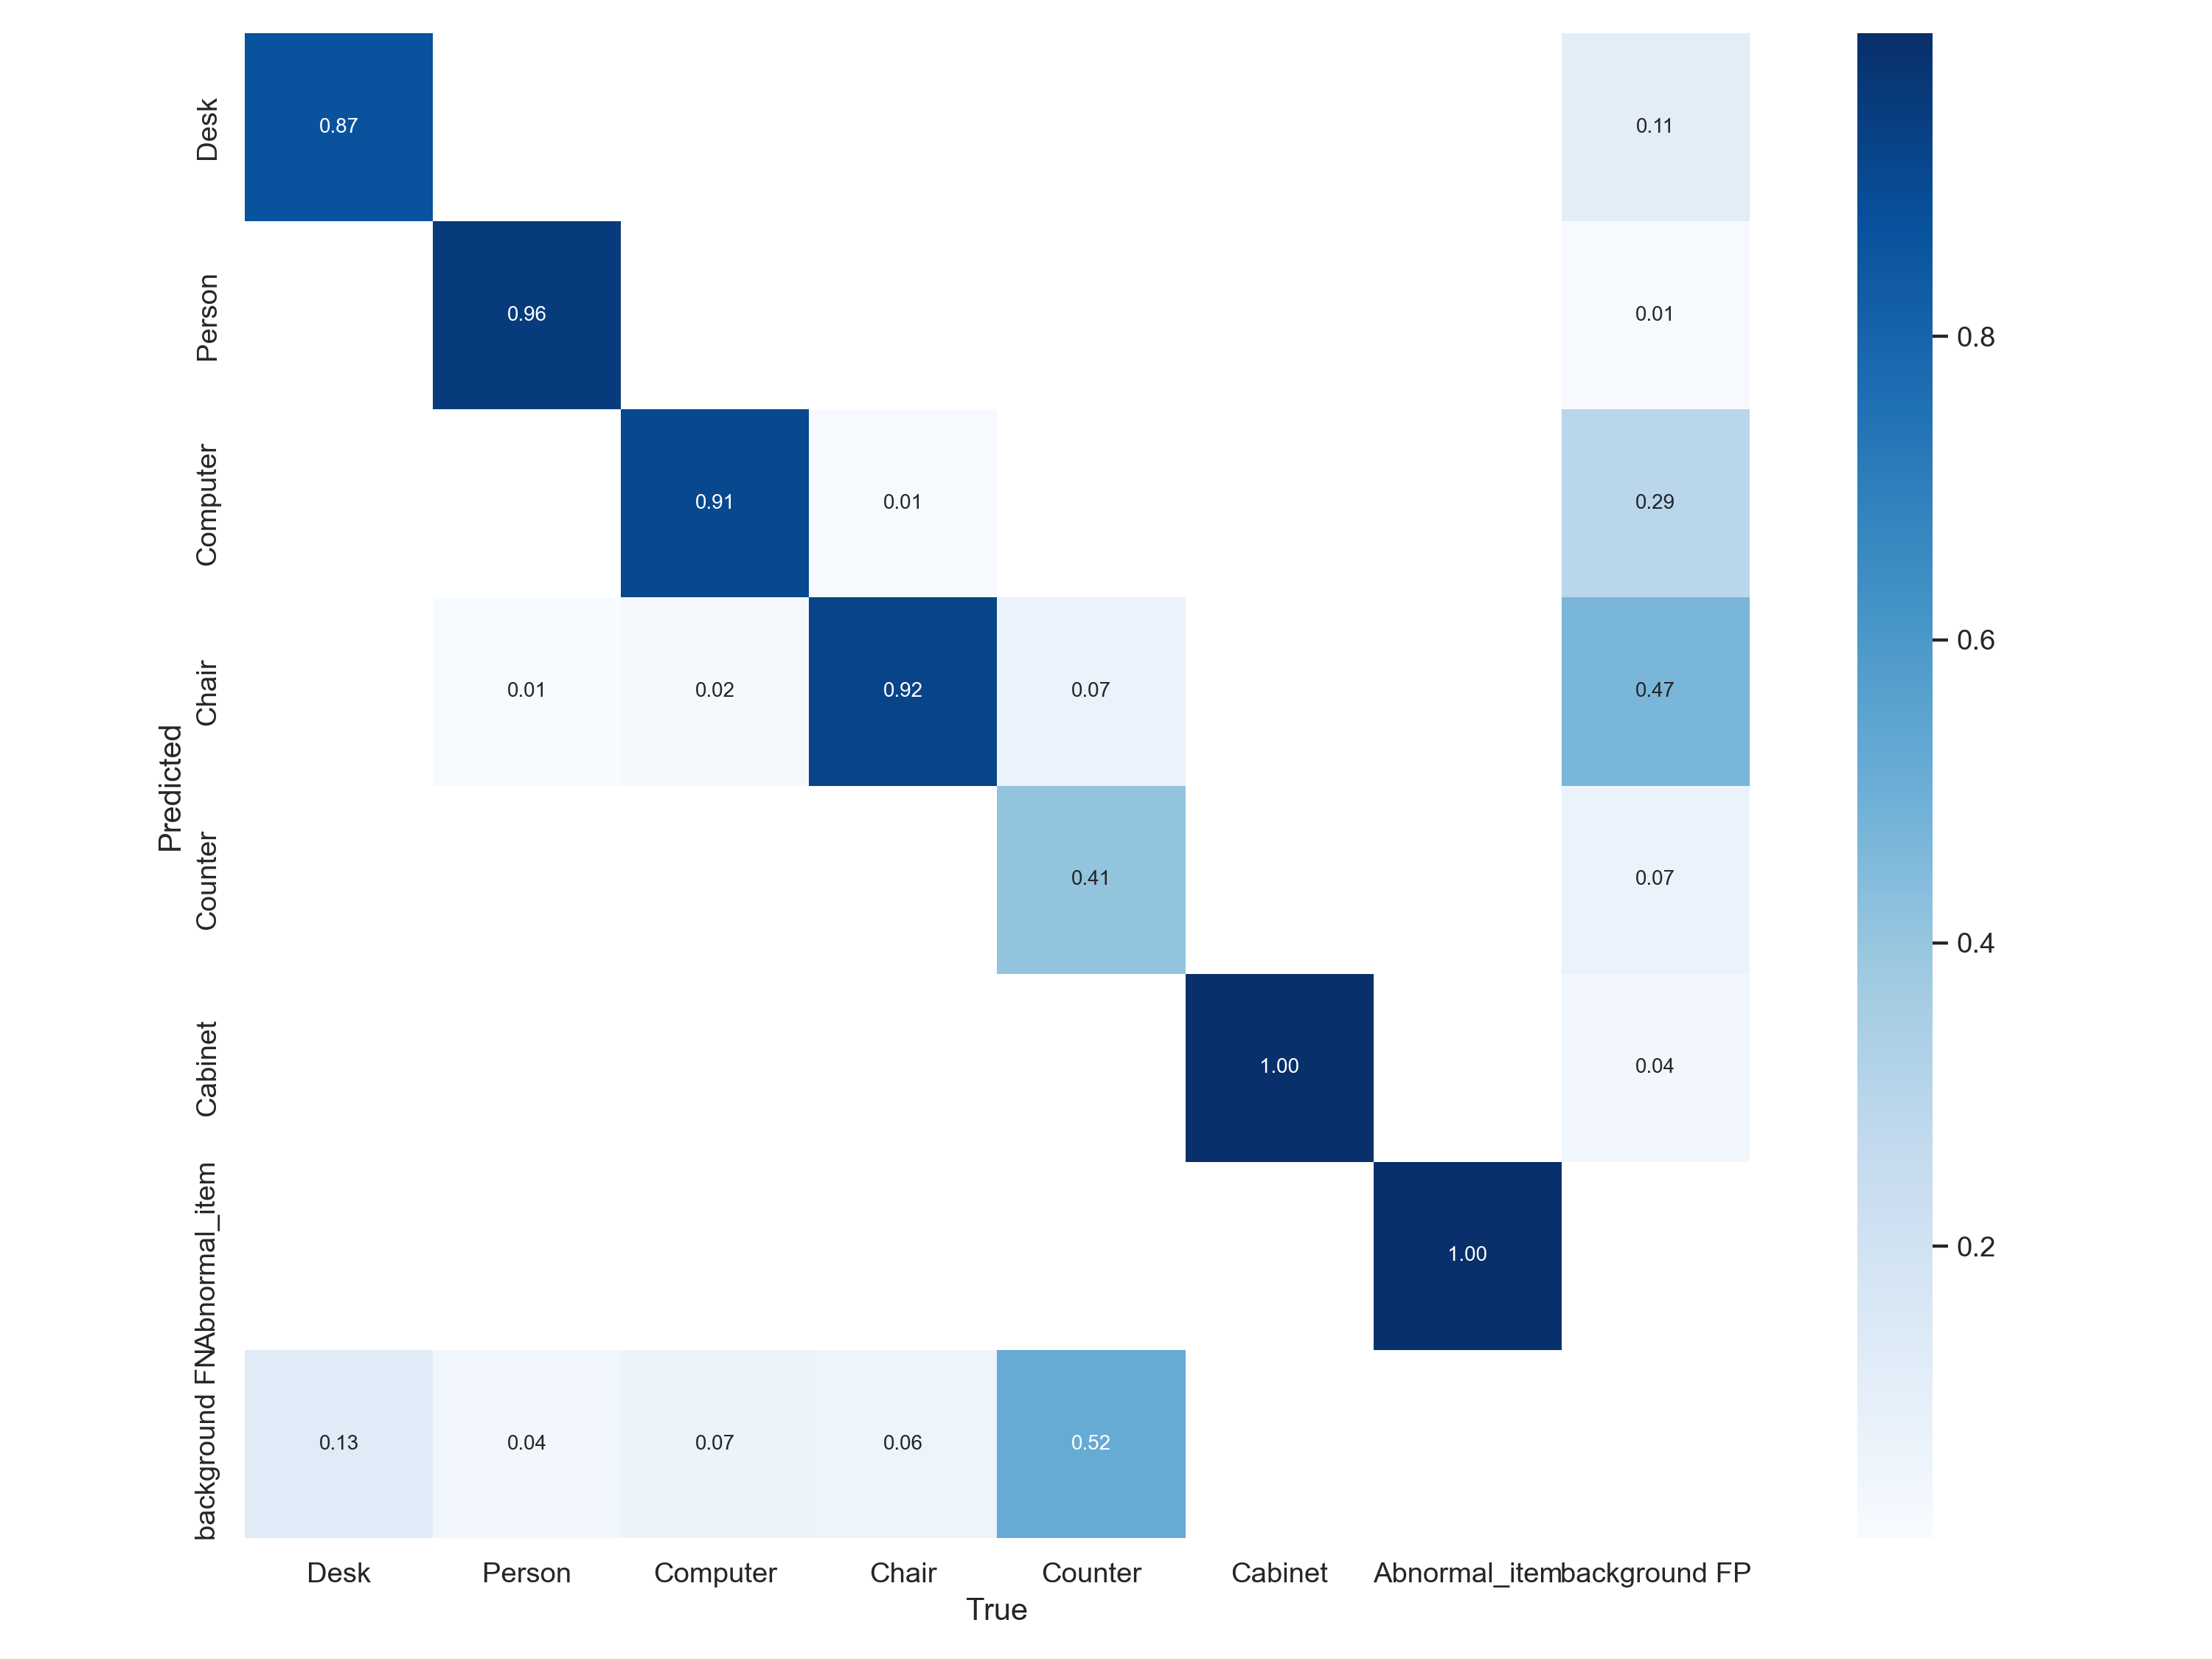 Predicted
Desk
0.87
0.11
Person
0.96
0.01
Computer
0.91
0.01
0.29
Chair
0.01
0.02
0.92
0.07
0.47
Counter
0.41
0.07
Cabinet
1.00
0.04
Abnormal_item
1.00
background FN
0.13
0.04
0.07
0.06
0.52
Desk
Person
Computer
Chair
Counter
Cabinet
Abnormal_item
background FP
True
0.8
0.6
0.4
0.2